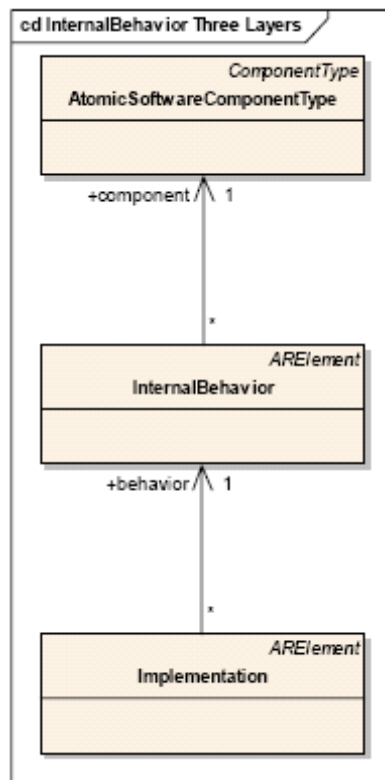 cd InternalBehavior Three Layers
ComponentType
AtomicSoftwareComponentType
+component 1
*
ARElement
InternalBehavior
+behavior 1
*
ARElement
Implementation